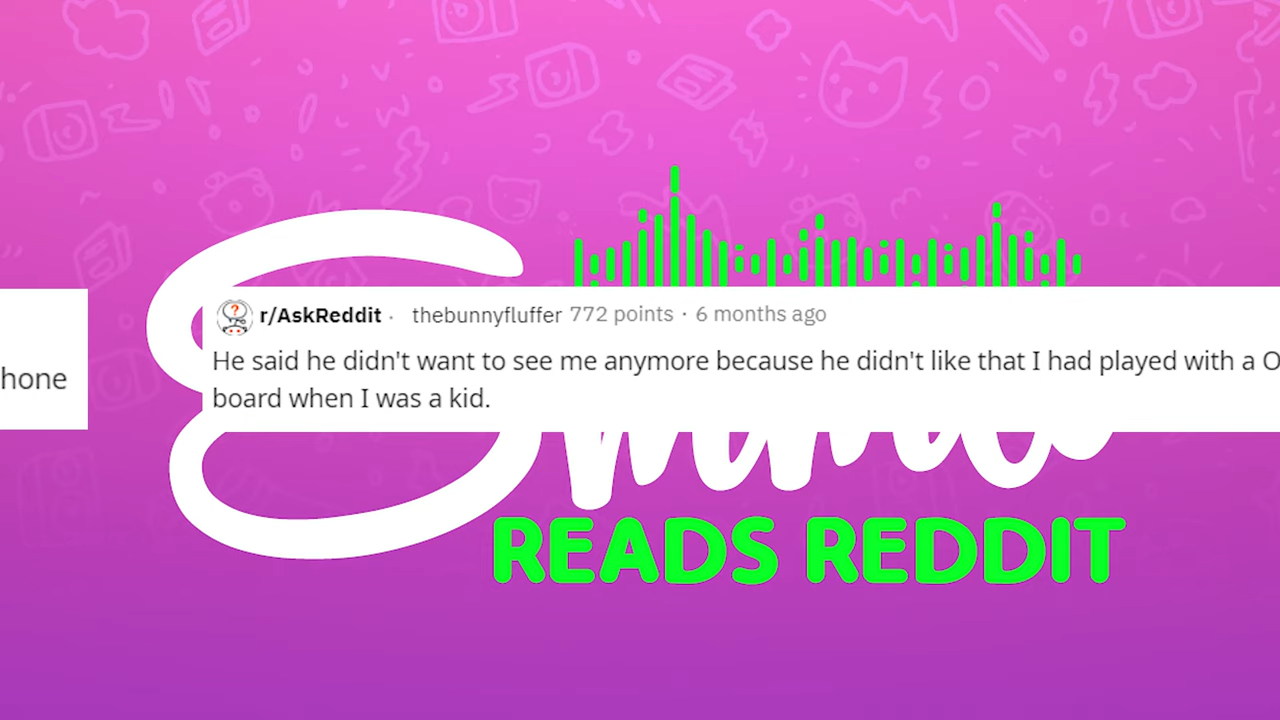 r/AskReddit · thebunnyfluffer 772 points · 6 months ago
He said he didn't want to see me anymore because he didn't like that I had played with a
board when I was a kid.
hone
READS REDDIT